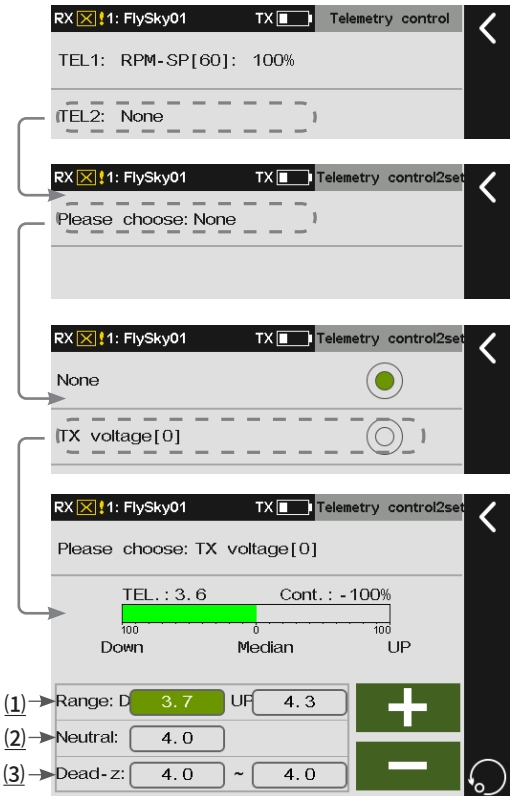 RX !1: FlySky01 TX Telemetry control
TEL1: RPM-SP[60]: 100%
TEL2: None
RX !1: FlySky01 TX Telemetry control2set
Please choose: None
RX !1: FlySky01 TX Telemetry control2set
None
TX voltage[0]
RX !1: FlySky01 TX Telemetry control2set
Please choose: TX voltage[0]
TEL.: 3.6 Cont.: -100%
100 0 100
Down Median UP
(1) Range: D 3.7 UP 4.3
(2) Neutral: 4.0
(3) Dead-z: 4.0 ~ 4.0